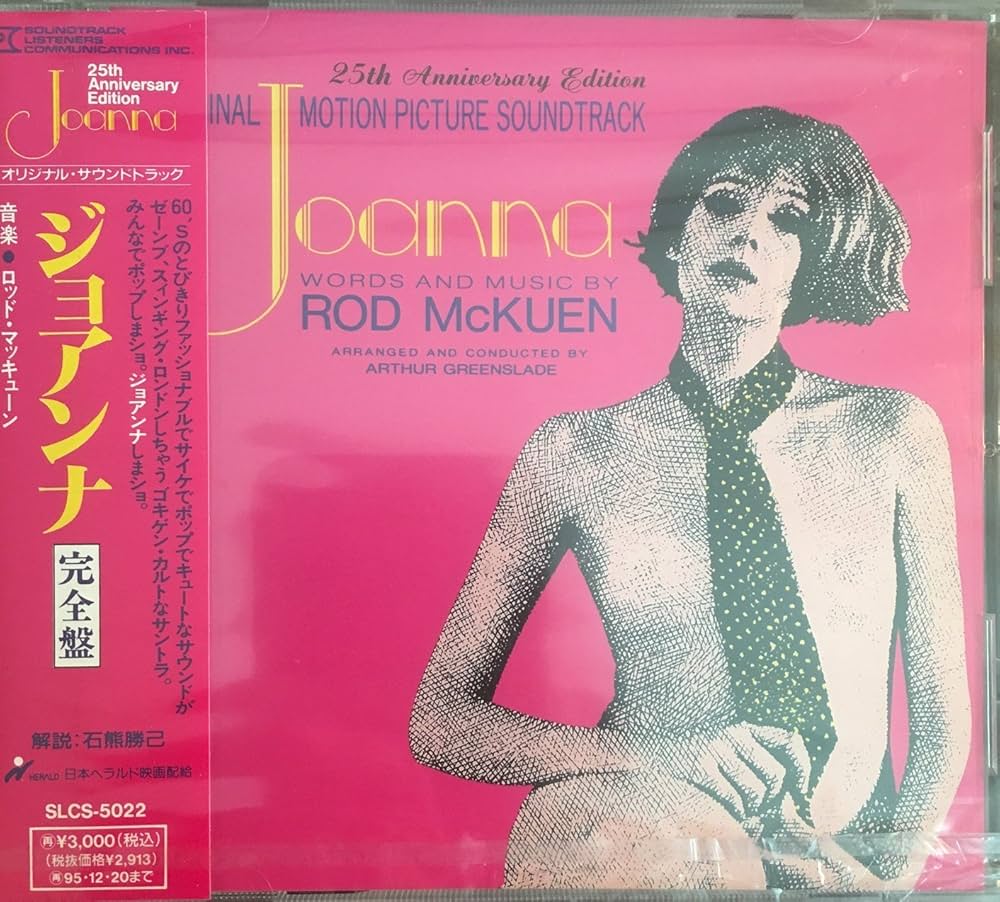 SOUNDTRACK
LISTENERS
COMMUNICATIONS INC.
25th
Anniversary
Edition
Joanna
オリジナル・サウンドトラック
60'Sのとびきりファッショナブルでサイケでポップでキュートなサウンドが
ゼーンブ、スィンギング・ロンドンしちゃう ゴキゲン・カルトなサントラ。
みんなでポップしまショ。ジョアンナしまショ。
ジョアンナ
完全盤
音楽●ロッド・マッキューン
解説:石熊勝己
HERALD 日本ヘラルド映画配給
SLCS-5022
再¥3,000(税込)
(税抜価格¥2,913)
再95・12・20まで
25th Anniversary Edition
INAL MOTION PICTURE SOUNDTRACK
Joanna
WORDS AND MUSIC BY
ROD McKUEN
ARRANGED AND CONDUCTED BY
ARTHUR GREENSLADE